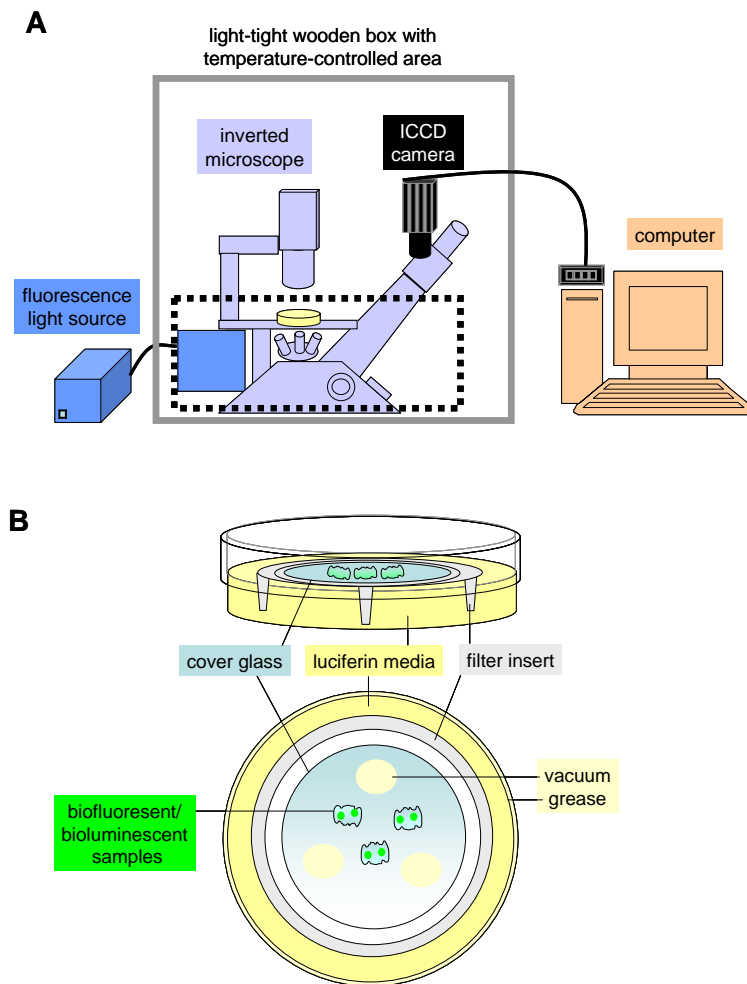 A
light-tight wooden box with
temperature-controlled area
inverted
microscope
ICCD
camera
computer
fluorescence
light source
B
cover glass
luciferin media
filter insert
vacuum
grease
biofluoresent/
bioluminescent
samples